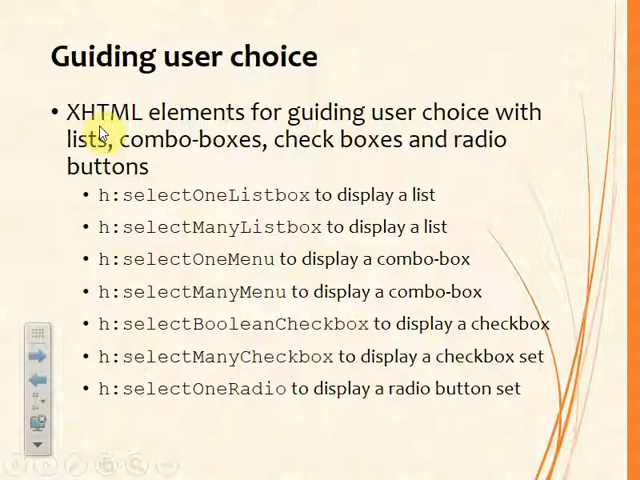 Guiding user choice
• XHTML elements for guiding user choice with
lists, combo-boxes, check boxes and radio
buttons
• h:selectOneListbox to display a list
• h:selectManyListbox to display a list
• h:selectOneMenu to display a combo-box
• h:selectManyMenu to display a combo-box
• h:selectBooleanCheckbox to display a checkbox
• h:selectManyCheckbox to display a checkbox set
• h:selectOneRadio to display a radio button set